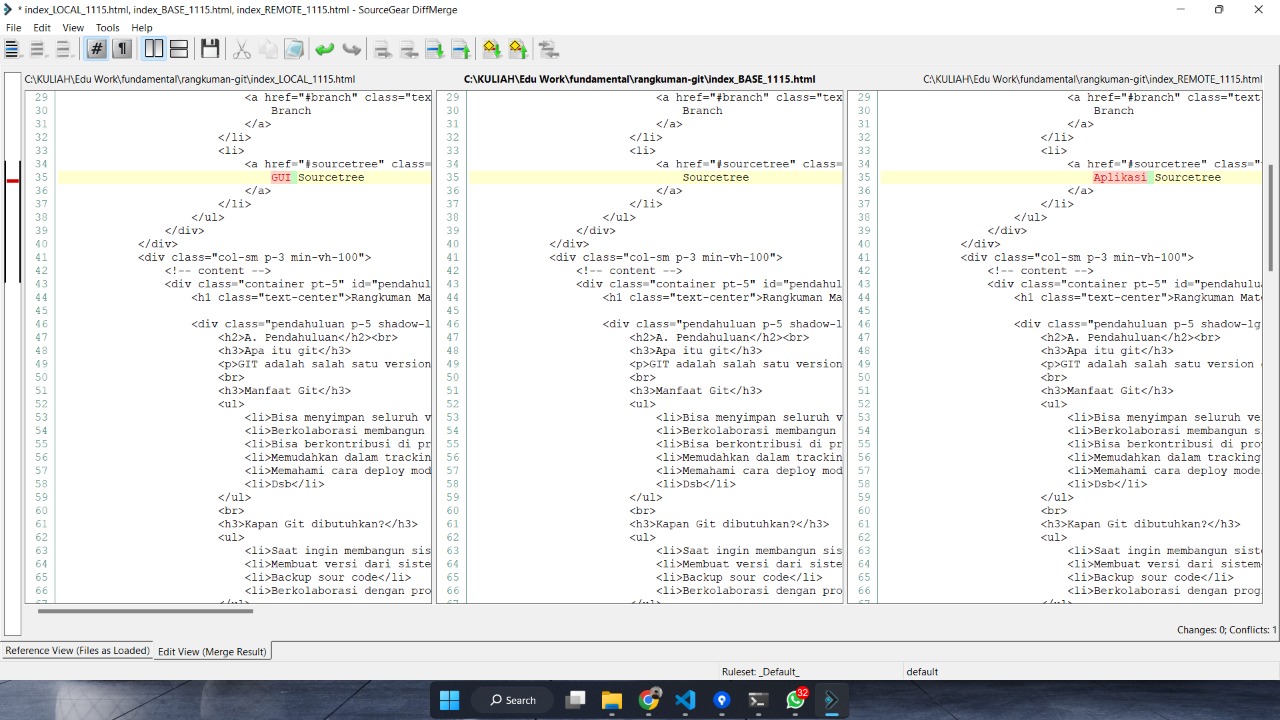 * index_LOCAL_1115.html, index_BASE_1115.html, index_REMOTE_1115.html - SourceGear DiffMerge
File Edit View Tools Help
C:\KULIAH\Edu Work\fundamental\rangkuman-git\index_LOCAL_1115.html
29 <a href="#branch" class="tex
30 Branch
31 </a>
32 </li>
33 <li>
34 <a href="#sourcetree" class=
35 GUI Sourcetree
36 </a>
37 </li>
38 </ul>
39 </div>
40 </div>
41 <div class="col-sm p-3 min-vh-100">
42 <!-- content -->
43 <div class="container pt-5" id="pendahul
44 <h1 class="text-center">Rangkuman Ma
45
46 <div class="pendahuluan p-5 shadow-l
47 <h2>A. Pendahuluan</h2><br>
48 <h3>Apa itu git</h3>
49 <p>GIT adalah salah satu version
50 <br>
51 <h3>Manfaat Git</h3>
52 <ul>
53 <li>Bisa menyimpan seluruh v
54 <li>Berkolaborasi membangun
55 <li>Bisa berkontribusi di pr
56 <li>Memudahkan dalam trackin
57 <li>Memahami cara deploy mod
58 <li>Dsb</li>
59 </ul>
60 <br>
61 <h3>Kapan Git dibutuhkan?</h3>
62 <ul>
63 <li>Saat ingin membangun sis
64 <li>Membuat versi dari siste
65 <li>Backup sour code</li>
66 <li>Berkolaborasi dengan pro
C:\KULIAH\Edu Work\fundamental\rangkuman-git\index_BASE_1115.html
29 <a href="#branch" class="tex
30 Branch
31 </a>
32 </li>
33 <li>
34 <a href="#sourcetree" class=
35 Sourcetree
36 </a>
37 </li>
38 </ul>
39 </div>
40 </div>
41 <div class="col-sm p-3 min-vh-100">
42 <!-- content -->
43 <div class="container pt-5" id="pendahul
44 <h1 class="text-center">Rangkuman Ma
45
46 <div class="pendahuluan p-5 shadow-l
47 <h2>A. Pendahuluan</h2><br>
48 <h3>Apa itu git</h3>
49 <p>GIT adalah salah satu version
50 <br>
51 <h3>Manfaat Git</h3>
52 <ul>
53 <li>Bisa menyimpan seluruh v
54 <li>Berkolaborasi membangun
55 <li>Bisa berkontribusi di pr
56 <li>Memudahkan dalam trackin
57 <li>Memahami cara deploy mod
58 <li>Dsb</li>
59 </ul>
60 <br>
61 <h3>Kapan Git dibutuhkan?</h3>
62 <ul>
63 <li>Saat ingin membangun sis
64 <li>Membuat versi dari siste
65 <li>Backup sour code</li>
66 <li>Berkolaborasi dengan pro
C:\KULIAH\Edu Work\fundamental\rangkuman-git\index_REMOTE_1115.html
29 <a href="#branch" class="text
30 Branch
31 </a>
32 </li>
33 <li>
34 <a href="#sourcetree" class="
35 Aplikasi Sourcetree
36 </a>
37 </li>
38 </ul>
39 </div>
40 </div>
41 <div class="col-sm p-3 min-vh-100">
42 <!-- content -->
43 <div class="container pt-5" id="pendahulu
44 <h1 class="text-center">Rangkuman Mate
45
46 <div class="pendahuluan p-5 shadow-lg
47 <h2>A. Pendahuluan</h2><br>
48 <h3>Apa itu git</h3>
49 <p>GIT adalah salah satu version
50 <br>
51 <h3>Manfaat Git</h3>
52 <ul>
53 <li>Bisa menyimpan seluruh ve
54 <li>Berkolaborasi membangun s
55 <li>Bisa berkontribusi di pro
56 <li>Memudahkan dalam tracking
57 <li>Memahami cara deploy mode
58 <li>Dsb</li>
59 </ul>
60 <br>
61 <h3>Kapan Git dibutuhkan?</h3>
62 <ul>
63 <li>Saat ingin membangun sist
64 <li>Membuat versi dari sistem
65 <li>Backup sour code</li>
66 <li>Berkolaborasi dengan prog
Changes: 0; Conflicts: 1
Reference View (Files as Loaded) Edit View (Merge Result)
Ruleset: _Default_ default
Search
32